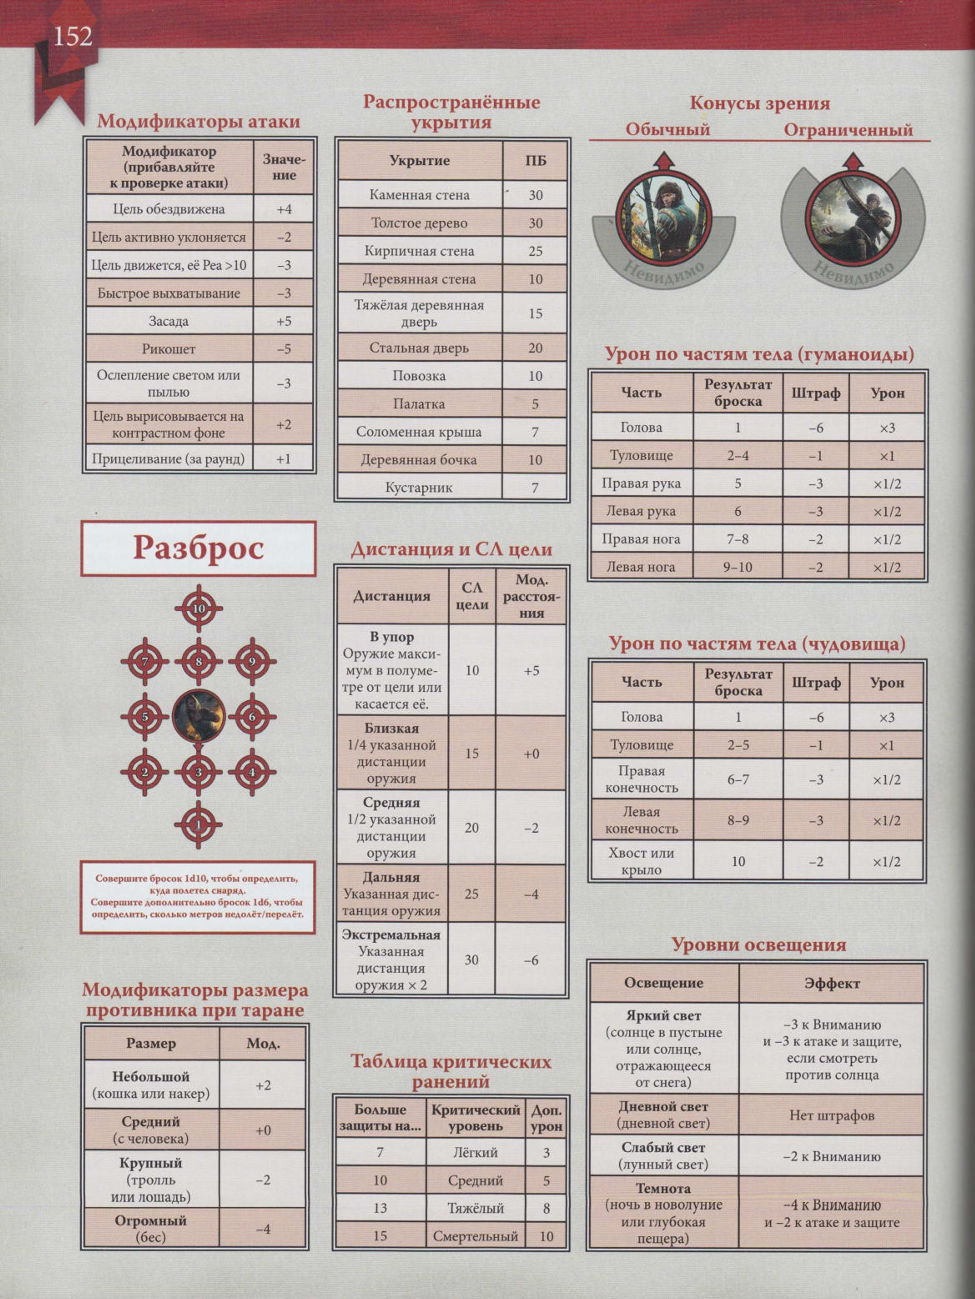 152
Модификаторы атаки
Модификатор
(прибавляйте
к проверке атаки)
Значе-
ние
Цель обездвижена +4
Цель активно уклоняется –2
Цель движется, её Реа >10 –3
Быстрое выхватывание –3
Засада +5
Рикошет –5
Ослепление светом или
пылью –3
Цель вырисовывается на
контрастном фоне +2
Прицеливание (за раунд) +1
Разброс
10
7 8 9
5 6
2 3 4
1
Совершите бросок 1d10, чтобы определить,
куда полетел снаряд.
Совершите дополнительно бросок 1d6, чтобы
определить, сколько метров недолёт/перелёт.
Модификаторы размера
противника при таране
Размер Мод.
Небольшой
(кошка или накер) +2
Средний
(с человека) +0
Крупный
(тролль
или лошадь) –2
Огромный
(бес) –4
Распространённые
укрытия
Укрытие ПБ
Каменная стена 30
Толстое дерево 30
Кирпичная стена 25
Деревянная стена 10
Тяжёлая деревянная
дверь 15
Стальная дверь 20
Повозка 10
Палатка 5
Соломенная крыша 7
Деревянная бочка 10
Кустарник 7
Дистанция и СЛ цели
Дистанция
СЛ
цели
Мод.
расстоя-
ния
В упор
Оружие макси-
мум в полуме-
тре от цели или
касается её.
10 +5
Близкая
1/4 указанной
дистанции
оружия
15 +0
Средняя
1/2 указанной
дистанции
оружия
20 –2
Дальняя
Указанная дис-
танция оружия
25 –4
Экстремальная
Указанная
дистанция
оружия × 2
30 –6
Таблица критических
ранений
Больше
защиты на...
Критический
уровень
Доп.
урон
7 Лёгкий 3
10 Средний 5
13 Тяжёлый 8
15 Смертельный 10
Конусы зрения
Обычный Ограниченный
Невидимо Невидимо
Урон по частям тела (гуманоиды)
Часть
Результат
броска
Штраф Урон
Голова 1 –6 ×3
Туловище 2–4 –1 ×1
Правая рука 5 –3 ×1/2
Левая рука 6 –3 ×1/2
Правая нога 7–8 –2 ×1/2
Левая нога 9–10 –2 ×1/2
Урон по частям тела (чудовища)
Часть
Результат
броска
Штраф Урон
Голова 1 –6 ×3
Туловище 2–5 –1 ×1
Правая
конечность 6–7 –3 ×1/2
Левая
конечность 8–9 –3 ×1/2
Хвост или
крыло 10 –2 ×1/2
Уровни освещения
Освещение Эффект
Яркий свет
(солнце в пустыне
или солнце,
отражающееся
от снега)
–3 к Вниманию
и –3 к атаке и защите,
если смотреть
против солнца
Дневной свет
(дневной свет)
Нет штрафов
Слабый свет
(лунный свет)
–2 к Вниманию
Темнота
(ночь в новолуние
или глубокая
пещера)
–4 к Вниманию
и –2 к атаке и защите